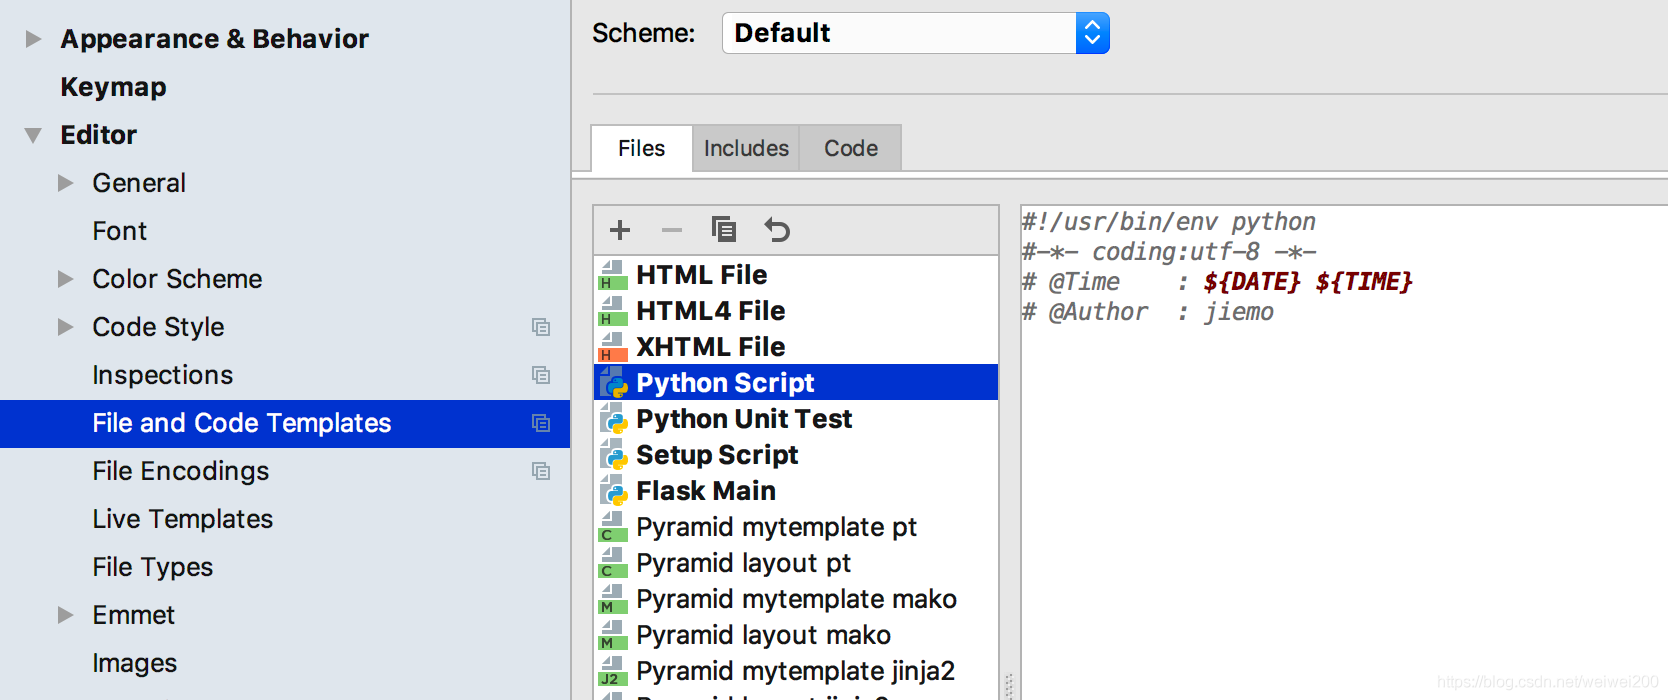 Appearance & Behavior
Keymap
Editor
General
Font
Color Scheme
Code Style
Inspections
File and Code Templates
File Encodings
Live Templates
File Types
Emmet
Images
Scheme: Default
Files Includes Code
HTML File
HTML4 File
XHTML File
Python Script
Python Unit Test
Setup Script
Flask Main
Pyramid mytemplate pt
Pyramid layout pt
Pyramid mytemplate mako
Pyramid layout mako
Pyramid mytemplate jinja2
#!/usr/bin/env python
#-*- coding:utf-8 -*-
# @Time    : ${DATE} ${TIME}
# @Author  : jiemo
https://blog.csdn.net/weiwei200